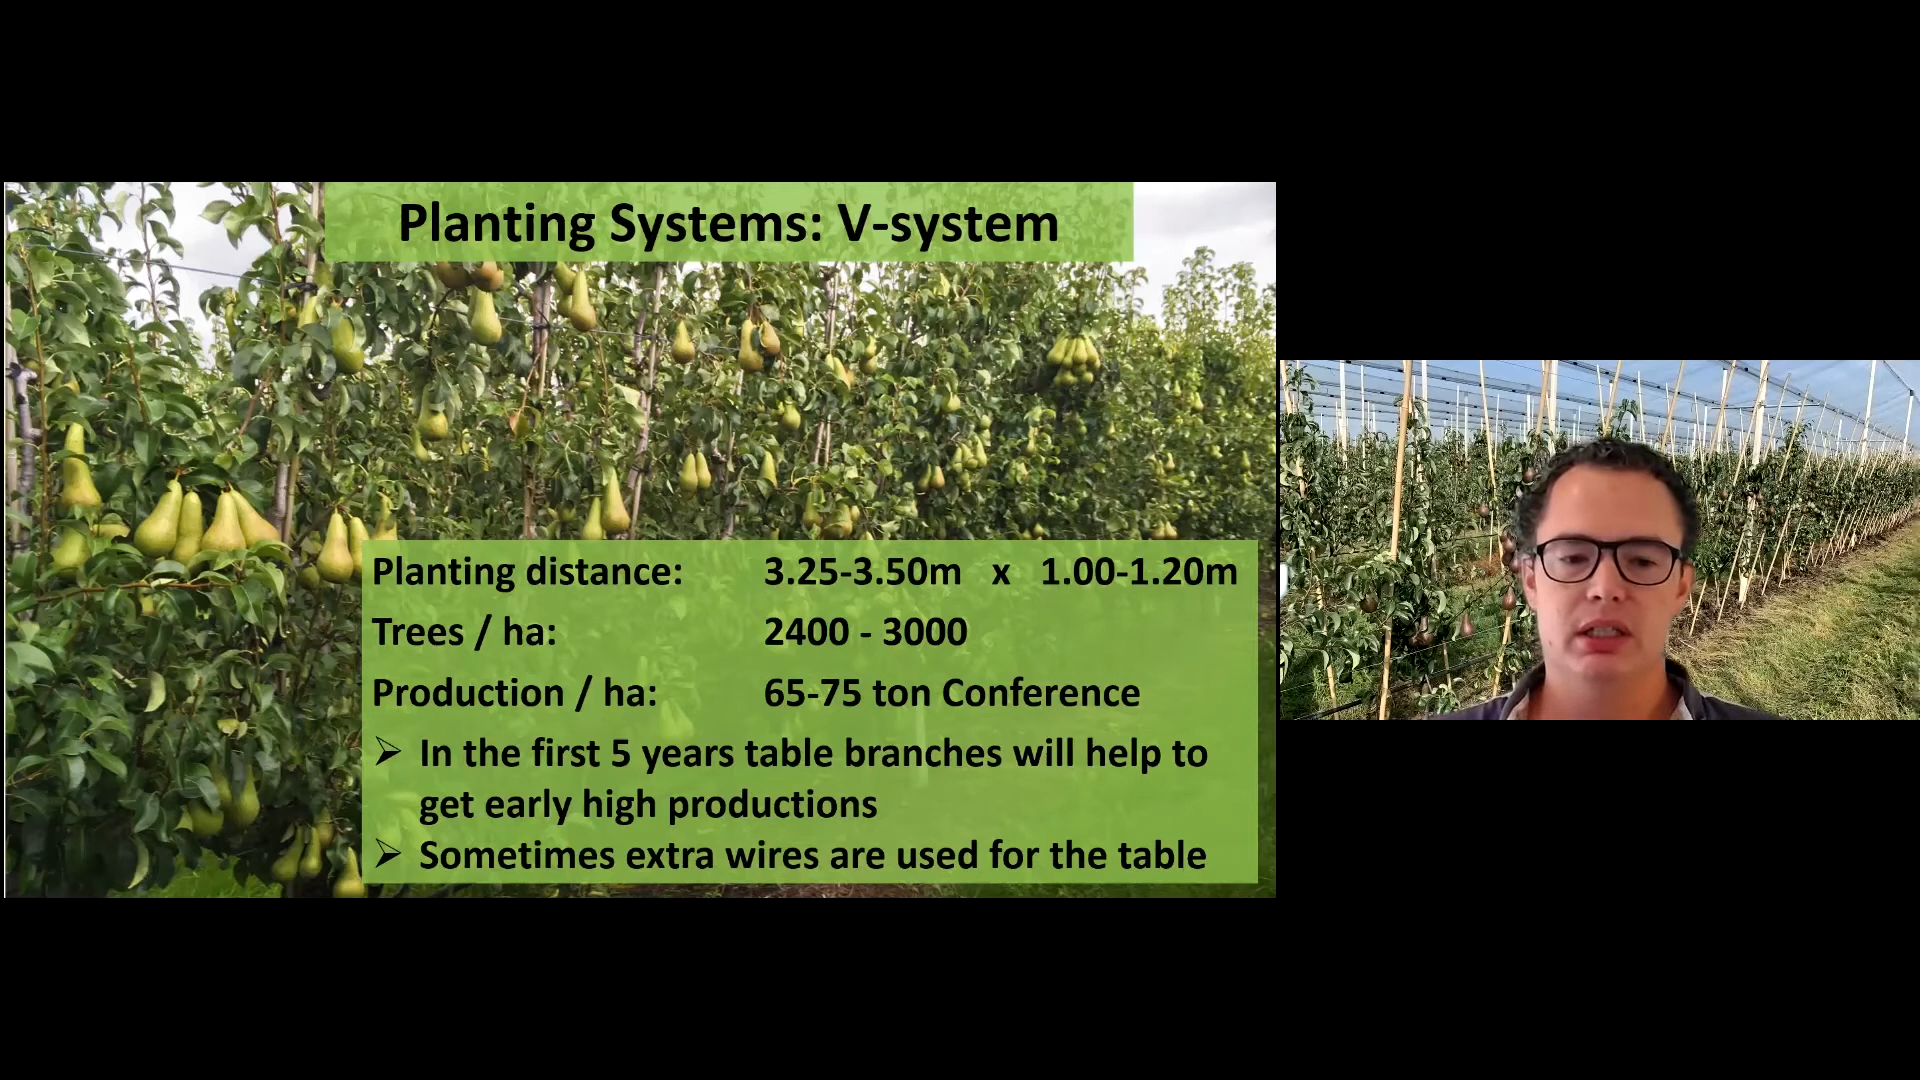 Planting Systems: V-system
Planting distance: 3.25-3.50m x 1.00-1.20m
Trees / ha: 2400 - 3000
Production / ha: 65-75 ton Conference
➢ In the first 5 years table branches will help to
get early high productions
➢ Sometimes extra wires are used for the table